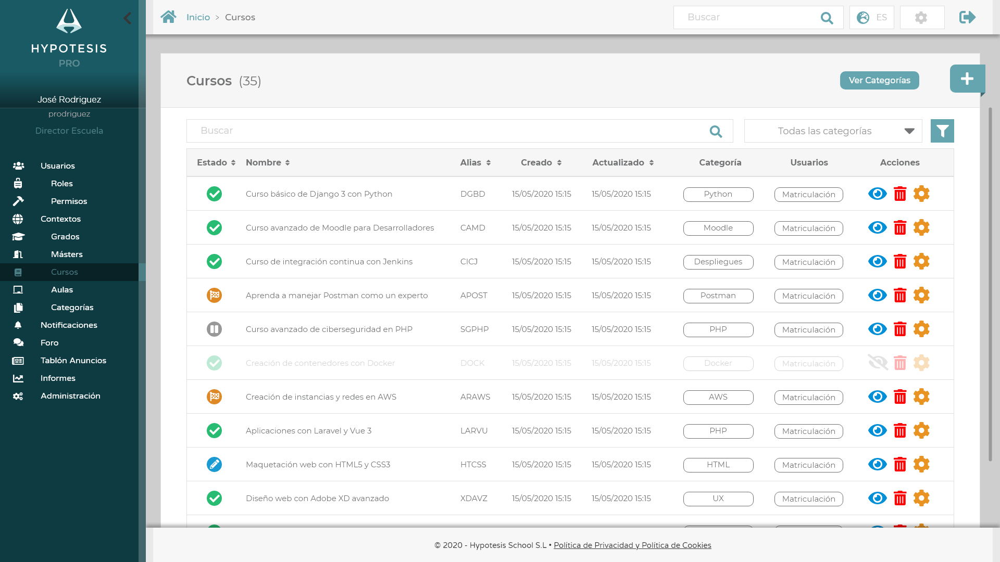 HYPOTESIS
PRO
José Rodriguez
prodriguez
Director Escuela
Usuarios
Roles
Permisos
Contextos
Grados
Másters
Cursos
Aulas
Categorías
Notificaciones
Foro
Tablón Anuncios
Informes
Administración
Inicio > Cursos
Buscar
ES
Cursos (35)
Ver Categorías
Buscar
Todas las categorías
Estado Nombre Alias Creado Actualizado Categoría Usuarios Acciones
Curso básico de Django 3 con Python DGBD 15/05/2020 15:15 15/05/2020 15:15 Python Matriculación
Curso avanzado de Moodle para Desarrolladores CAMD 15/05/2020 15:15 15/05/2020 15:15 Moodle Matriculación
Curso de integración continua con Jenkins CICJ 15/05/2020 15:15 15/05/2020 15:15 Despliegues Matriculación
Aprenda a manejar Postman como un experto APOST 15/05/2020 15:15 15/05/2020 15:15 Postman Matriculación
Curso avanzado de ciberseguridad en PHP SGPHP 15/05/2020 15:15 15/05/2020 15:15 PHP Matriculación
Creación de contenedores con Docker DOCK 15/05/2020 15:15 15/05/2020 15:15 Docker Matriculación
Creación de instancias y redes en AWS ARAWS 15/05/2020 15:15 15/05/2020 15:15 AWS Matriculación
Aplicaciones con Laravel y Vue 3 LARVU 15/05/2020 15:15 15/05/2020 15:15 PHP Matriculación
Maquetación web con HTML5 y CSS3 HTCSS 15/05/2020 15:15 15/05/2020 15:15 HTML Matriculación
Diseño web con Adobe XD avanzado XDAVZ 15/05/2020 15:15 15/05/2020 15:15 UX Matriculación
© 2020 - Hypotesis School S.L • Política de Privacidad y Política de Cookies